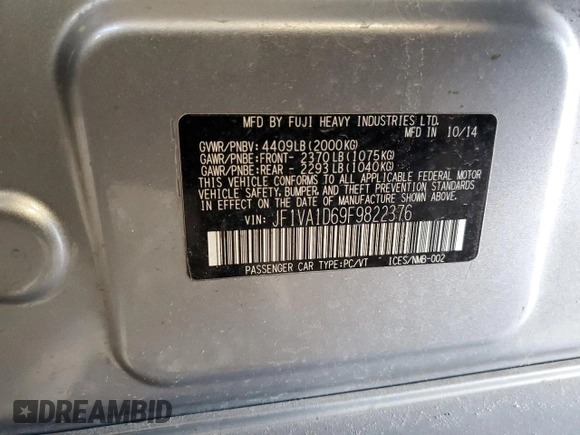 MFD BY FUJI HEAVY INDUSTRIES LTD.
MFD IN 10/14
GVWR/PNBV: 4409LB(2000KG)
GAWR/PNBE:FRONT- 2370LB(1075KG)
GAWR/PNBE:REAR - 2293LB(1040KG)
THIS VEHICLE CONFORMS TO ALL APPLICABLE FEDERAL MOTOR
VEHICLE SAFETY,BUMPER,AND THEFT PREVENTION STANDARDS
IN EFFECT ON THE DATE OF MANUFACTURE SHOWN ABOVE.
VIN: JF1VA1D69F9822376
PASSENGER CAR TYPE:PC/VT ICES/NMB-002
DREAMBID